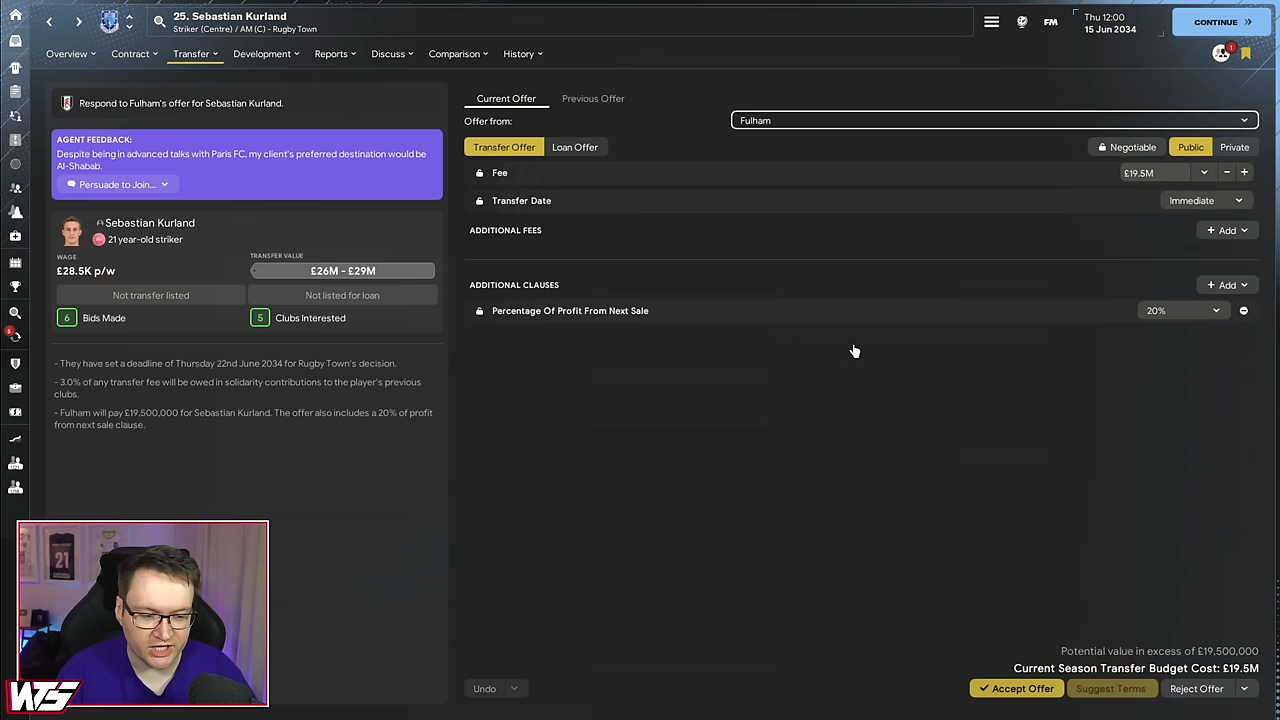 25. Sebastian Kurland
Striker (Centre) / AM (C) - Rugby Town
FM
Thu 12:00
15 Jun 2034
CONTINUE
Overview
Contract
Transfer
Development
Reports
Discuss
Comparison
History
1
Respond to Fulham's offer for Sebastian Kurland.
AGENT FEEDBACK:
Despite being in advanced talks with Paris FC, my client's preferred destination would be
Al-Shabab.
Persuade to Join...
Sebastian Kurland
21 year-old striker
WAGE
£28.5K p/w
TRANSFER VALUE
£26M - £29M
Not transfer listed
Not listed for loan
6 Bids Made
5 Clubs Interested
- They have set a deadline of Thursday 22nd June 2034 for Rugby Town's decision.
- 3.0% of any transfer fee will be owed in solidarity contributions to the player's previous
clubs.
- Fulham will pay £19,500,000 for Sebastian Kurland. The offer also includes a 20% of profit
from next sale clause.
Current Offer
Previous Offer
Offer from:
Fulham
Transfer Offer
Loan Offer
Negotiable
Public
Private
Fee
£19.5M
Transfer Date
Immediate
ADDITIONAL FEES
Add
ADDITIONAL CLAUSES
Add
Percentage Of Profit From Next Sale
20%
Potential value in excess of £19,500,000
Current Season Transfer Budget Cost: £19.5M
Undo
Accept Offer
Suggest Terms
Reject Offer
21
WTS